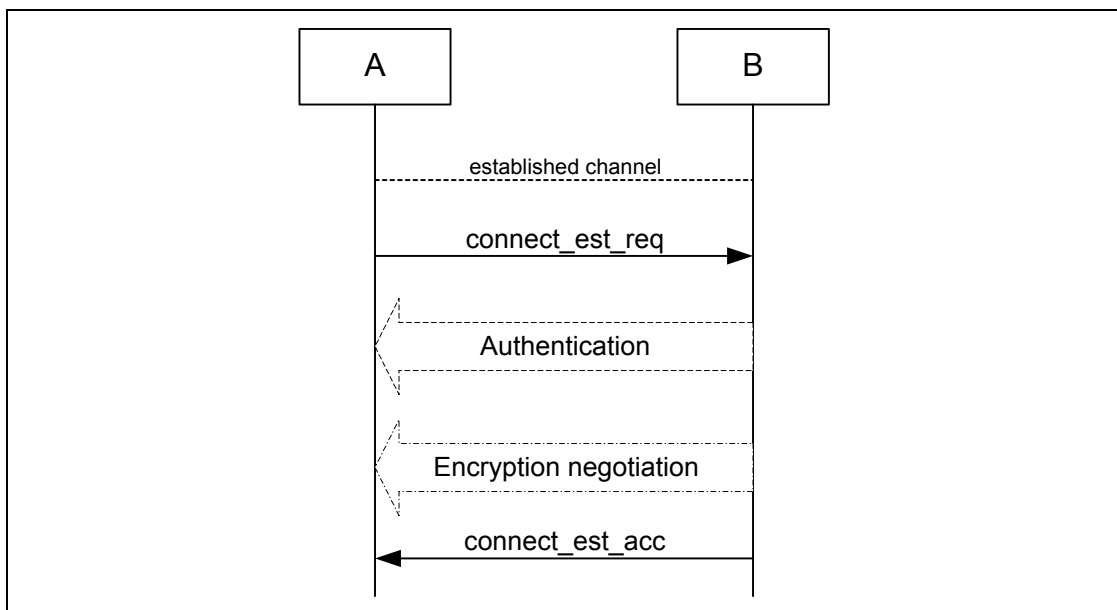 A
B
established channel
connect_est_req
Authentication
Encryption negotiation
connect_est_acc